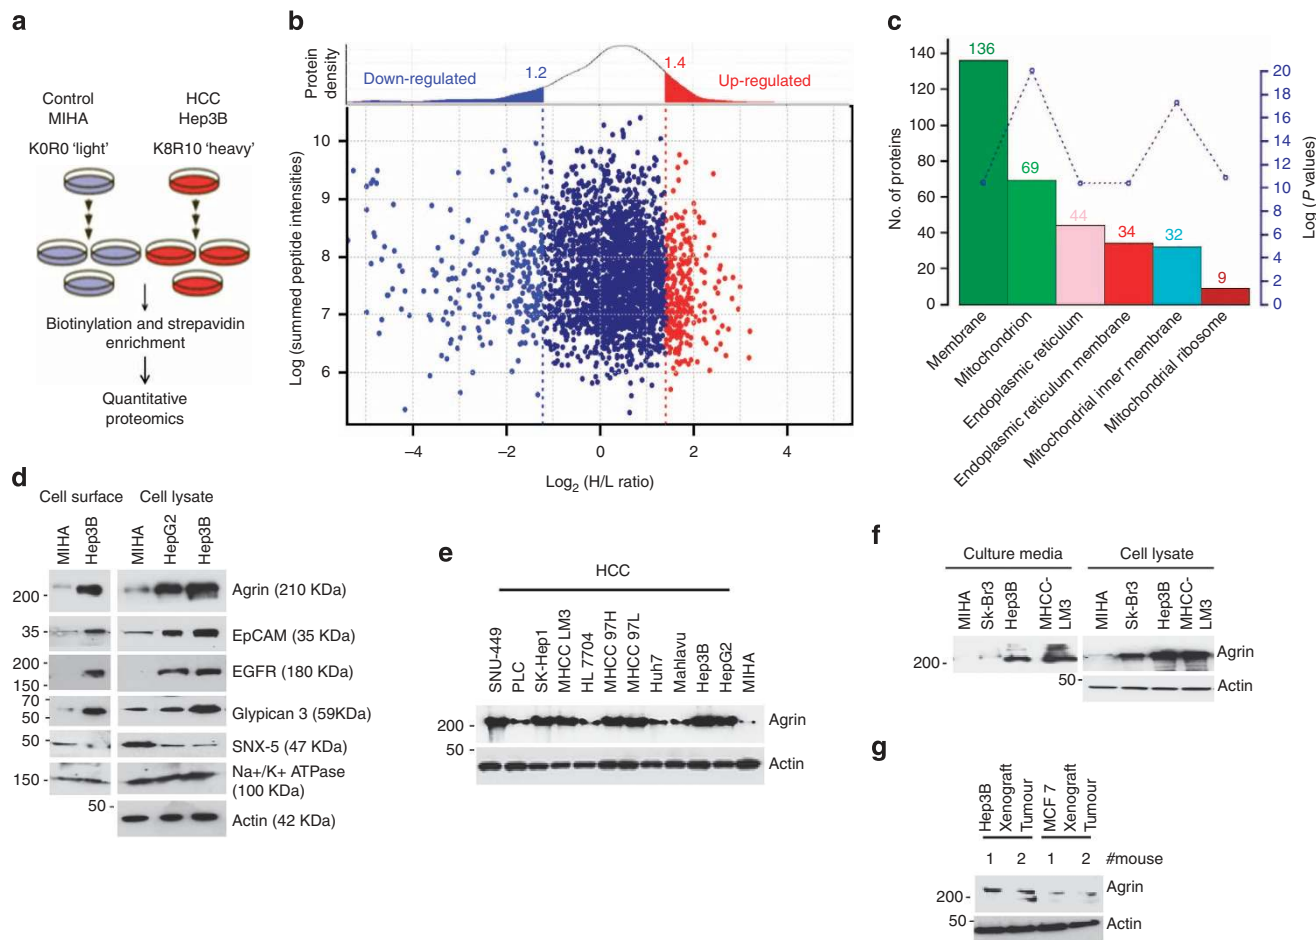 a
Control
MIHA
HCC
Hep3B
K0R0 ‘light’
K8R10 ‘heavy’
Biotinylation and strepavidin
enrichment
Quantitative
proteomics
b
Protein
density
Down-regulated
1.2
1.4
Up-regulated
Log (summed peptide intensities)
10
9
8
7
6
–4
–2
0
2
4
Log2 (H/L ratio)
c
No. of proteins
140
120
100
80
60
40
20
0
136
69
44
34
32
9
20
18
16
14
12
10
8
6
4
2
0
Log (P values)
Membrane
Mitochondrion
Endoplasmic reticulum
Endoplasmic reticulum membrane
Mitochondrial inner membrane
Mitochondrial ribosome
d
Cell surface
Cell lysate
MIHA
Hep3B
MIHA
HepG2
Hep3B
200
Agrin (210 KDa)
35
EpCAM (35 KDa)
200
150
EGFR (180 KDa)
70
50
Glypican 3 (59KDa)
50
SNX-5 (47 KDa)
150
Na+/K+ ATPase
(100 KDa)
50
Actin (42 KDa)
e
HCC
SNU-449
PLC
SK-Hep1
MHCC LM3
HL 7704
MHCC 97H
MHCC 97L
Huh7
Mahlavu
Hep3B
HepG2
MIHA
200
Agrin
50
Actin
f
Culture media
Cell lysate
MIHA
Sk-Br3
Hep3B
MHCC-
LM3
MIHA
Sk-Br3
Hep3B
MHCC-
LM3
200
Agrin
50
Actin
g
Hep3B
Xenograft
Tumour
MCF 7
Xenograft
Tumour
1 2 1 2 #mouse
200
Agrin
50
Actin